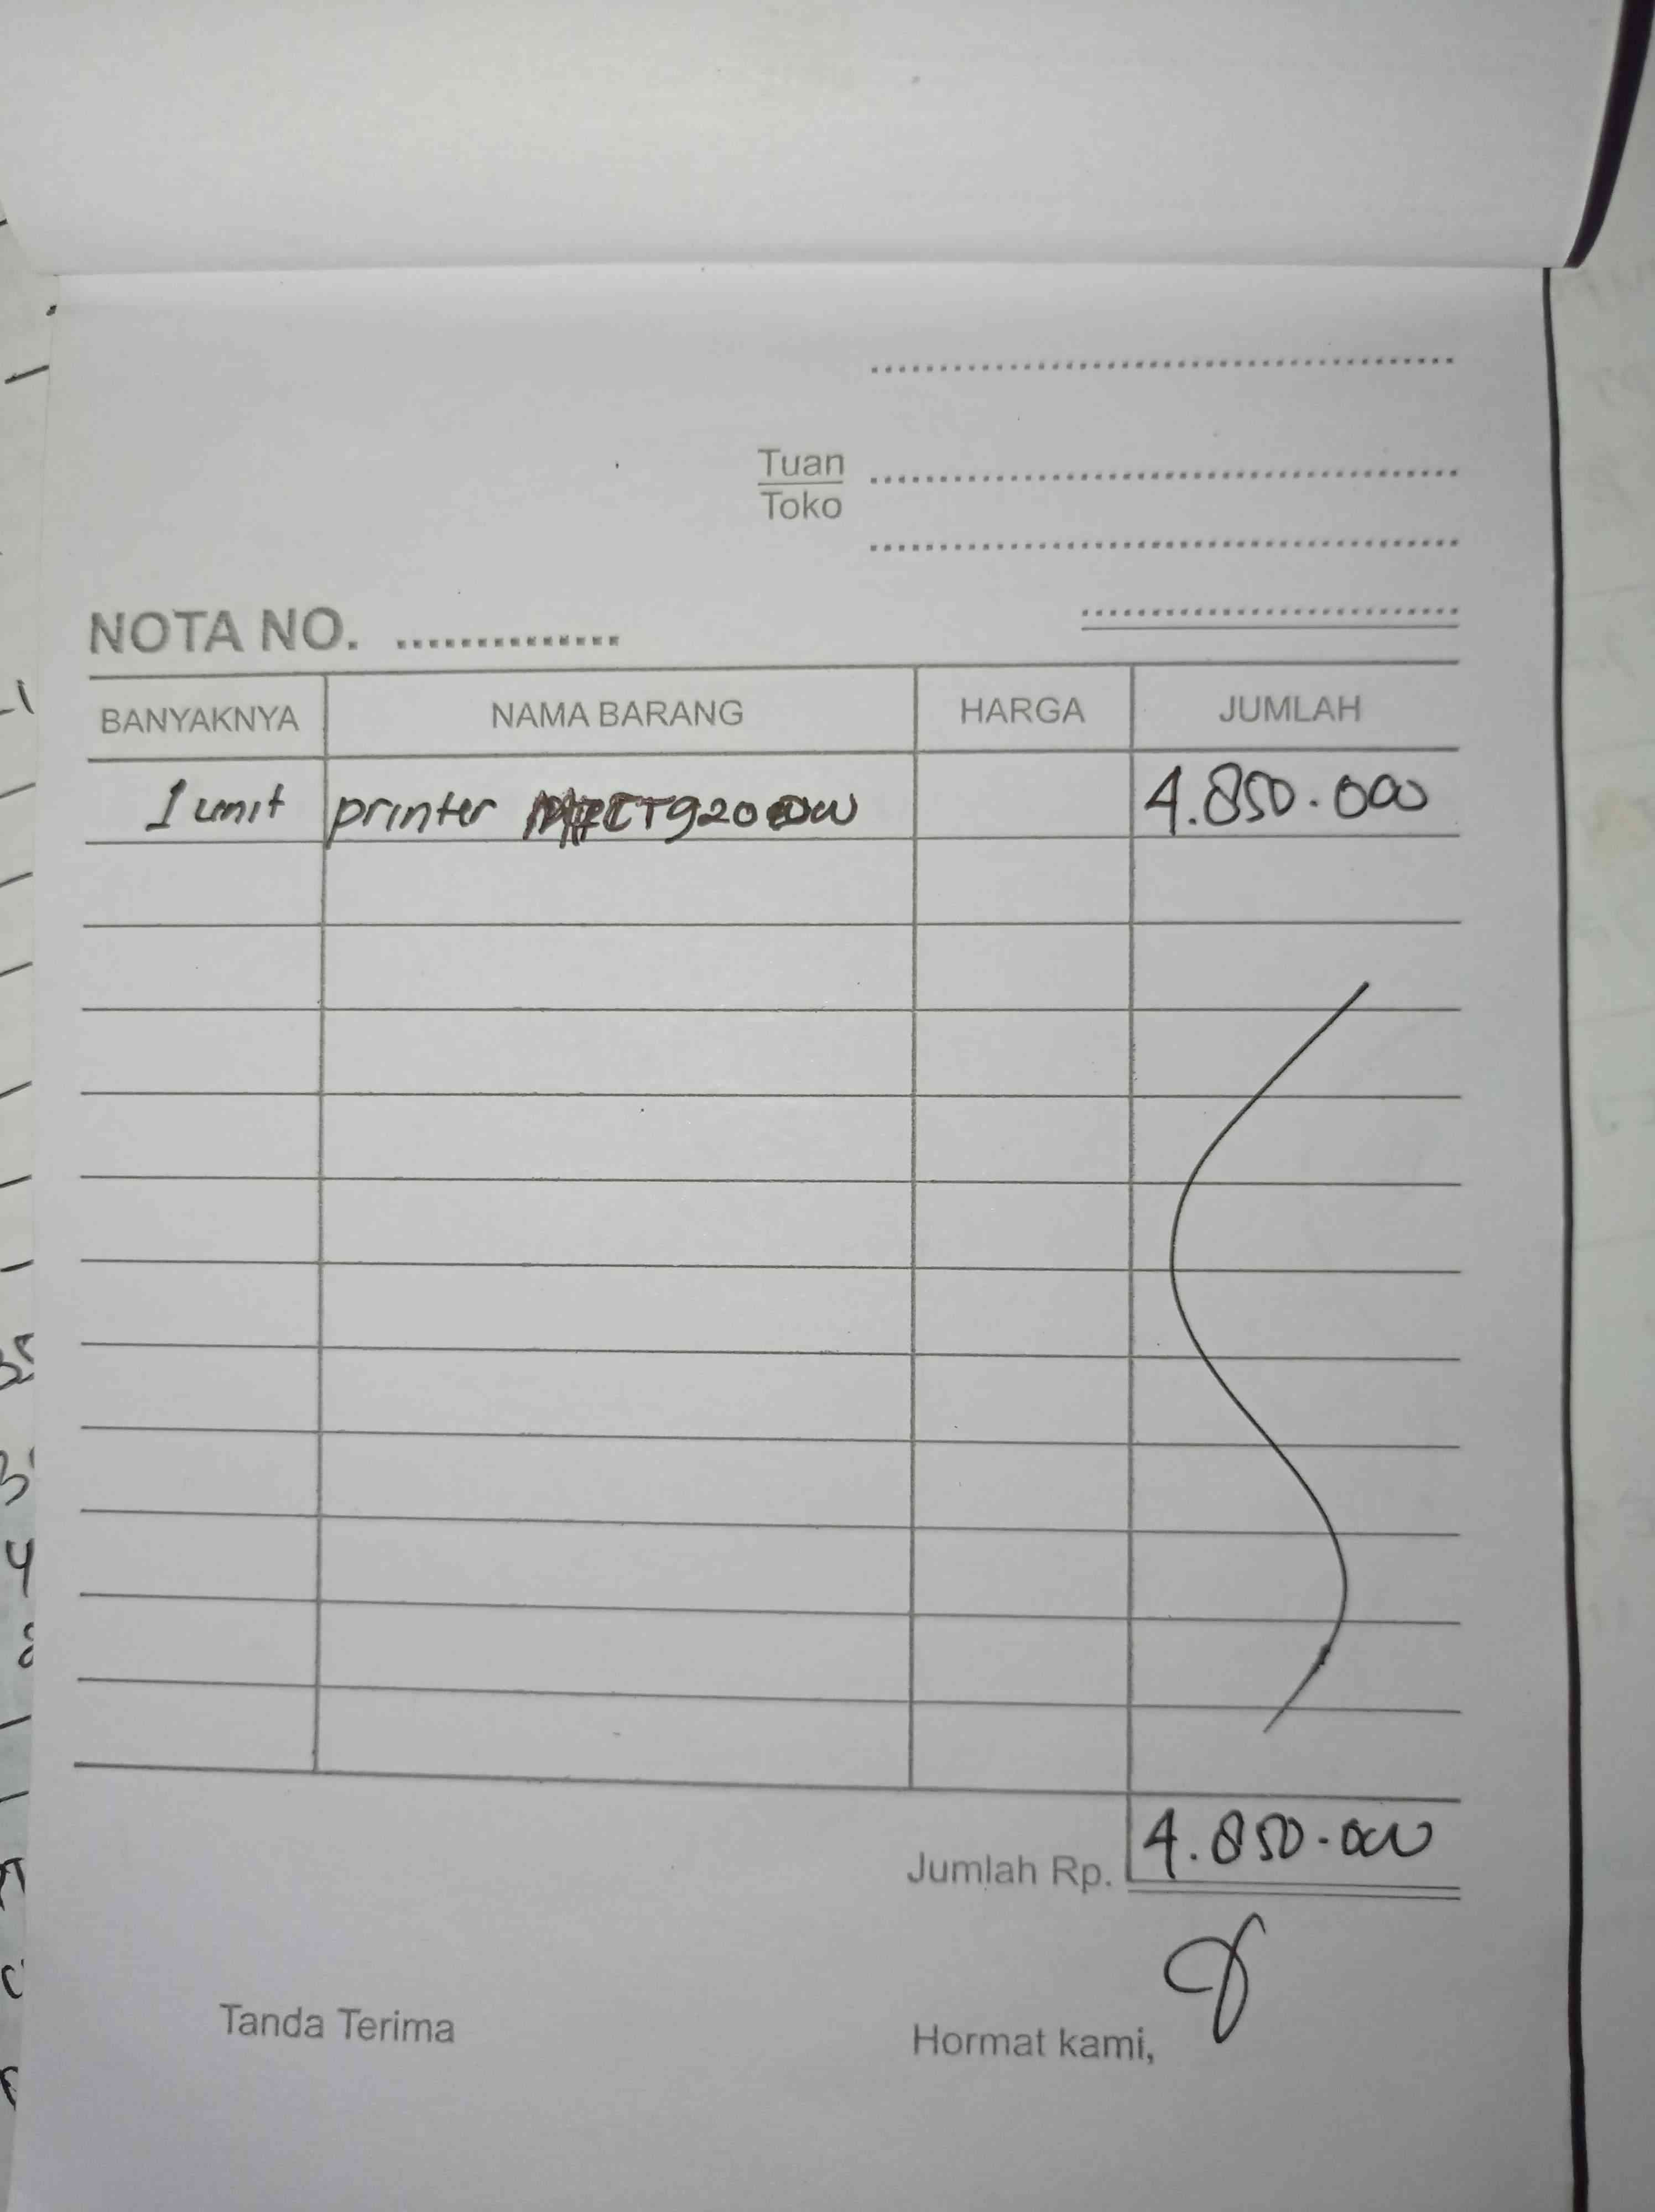 Tuan
Toko
NOTA NO.
BANYAKNYA NAMA BARANG HARGA JUMLAH
1 unit printer 4.850.000
Jumlah Rp. 4.850.000
Tanda Terima Hormat kami,